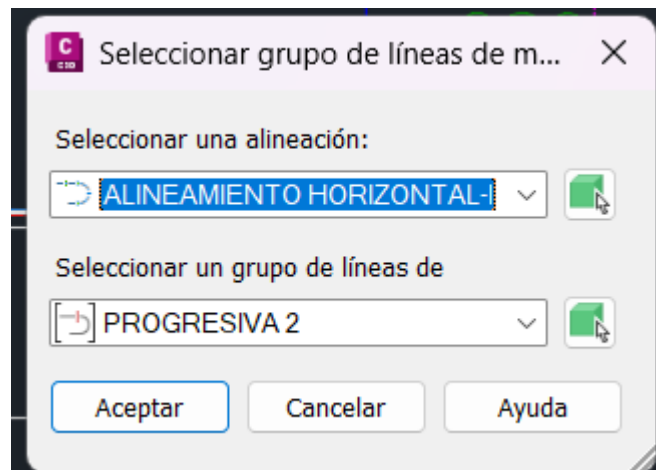 C
C3D
Seleccionar grupo de líneas de m...
Seleccionar una alineación:
ALINEAMIENTO HORIZONTAL-
Seleccionar un grupo de líneas de
PROGRESIVA 2
Aceptar Cancelar Ayuda